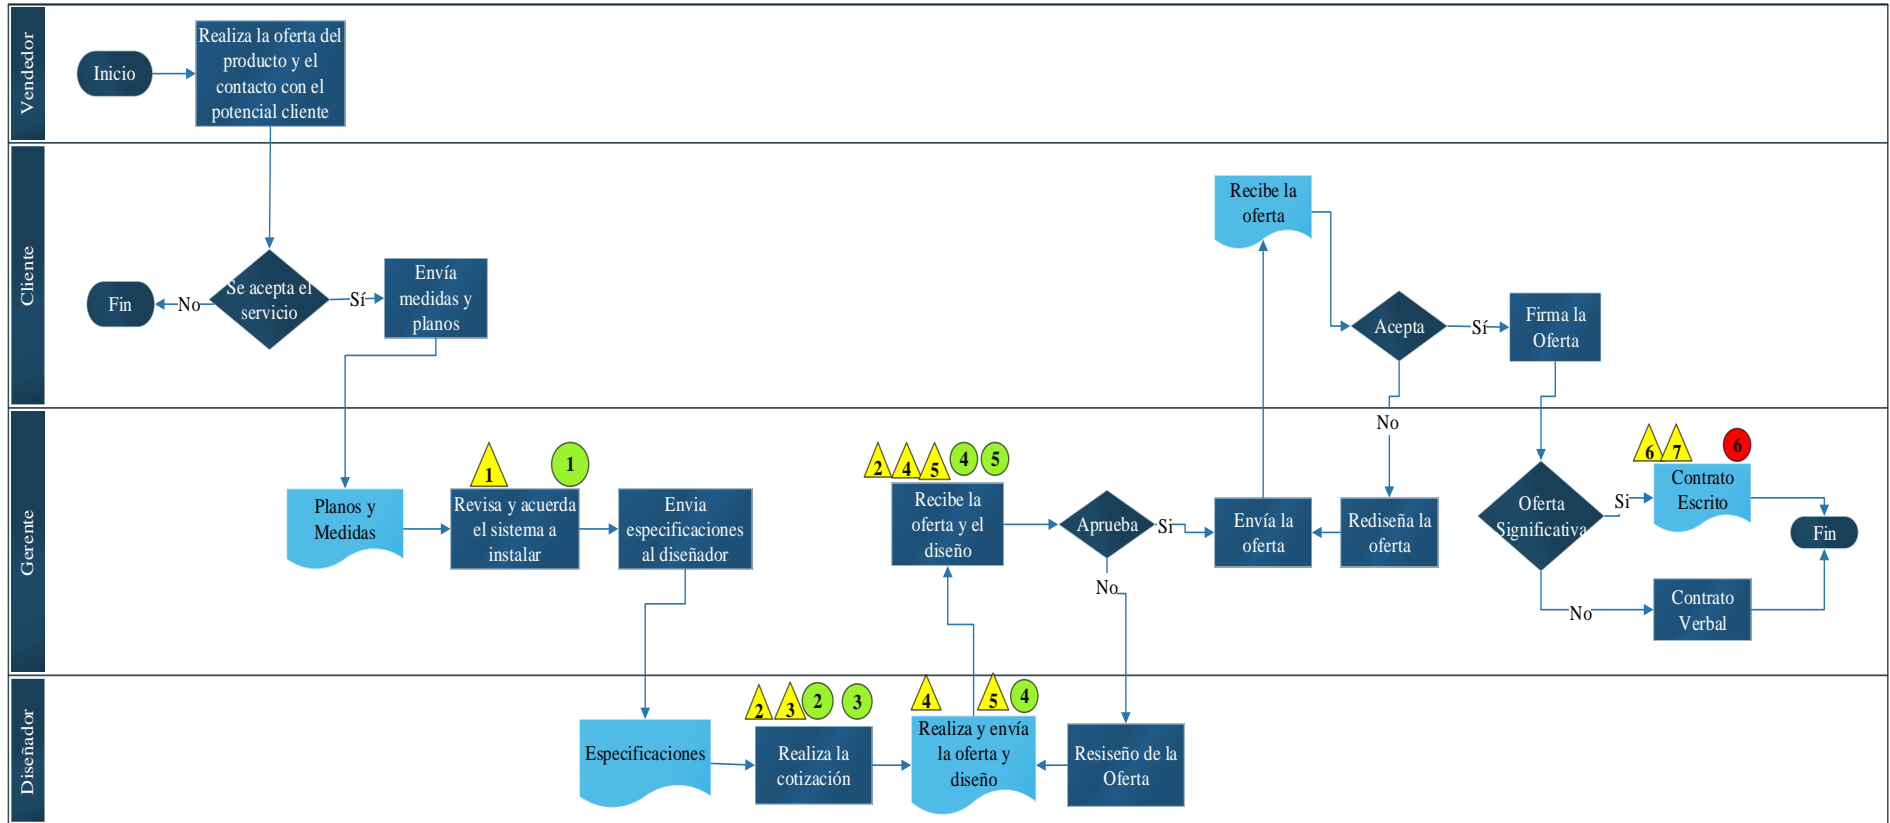 Vendedor
Inicio
Realiza la oferta del
producto y el
contacto con el
potencial cliente
Cliente
Fin
No
Se acepta el
servicio
Sí
Envía
medidas y
planos
Recibe la
oferta
Acepta
Sí
Firma la
Oferta
No
Gerente
Planos y
Medidas
1
1
Revisa y acuerda
el sistema a
instalar
Envia
especificaciones
al diseñador
2
4
5
4
5
Recibe la
oferta y el
diseño
Aprueba
Si
No
Envía la
oferta
Rediseña la
oferta
Oferta
Significativa
Si
No
6
7
6
Contrato
Escrito
Contrato
Verbal
Fin
Diseñador
Especificaciones
2
3
2
3
Realiza la
cotización
4
5
4
Realiza y envía
la oferta y
diseño
Resiseño de la
Oferta